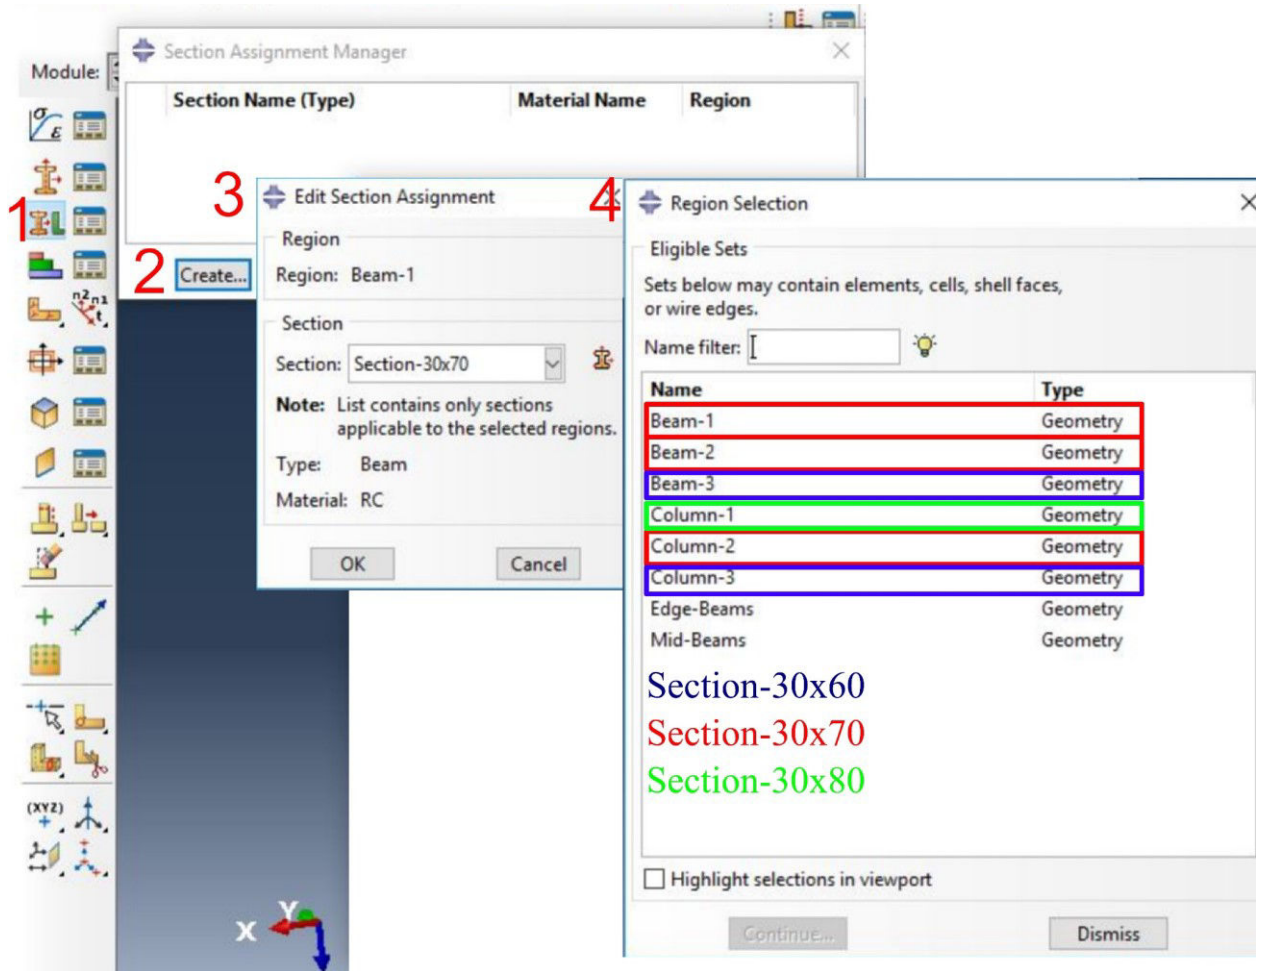 Module:
Section Assignment Manager
Section Name (Type) Material Name Region
σ
ε
1
2
Create...
3
Edit Section Assignment
Region
Region: Beam-1
Section
Section: Section-30x70
Note: List contains only sections
applicable to the selected regions.
Type: Beam
Material: RC
OK Cancel
4
Region Selection
Eligible Sets
Sets below may contain elements, cells, shell faces,
or wire edges.
Name filter:
Name Type
Beam-1 Geometry
Beam-2 Geometry
Beam-3 Geometry
Column-1 Geometry
Column-2 Geometry
Column-3 Geometry
Edge-Beams Geometry
Mid-Beams Geometry
Section-30x60
Section-30x70
Section-30x80
Highlight selections in viewport
Continue... Dismiss
n2 n1
t
(XYZ)
Y
X